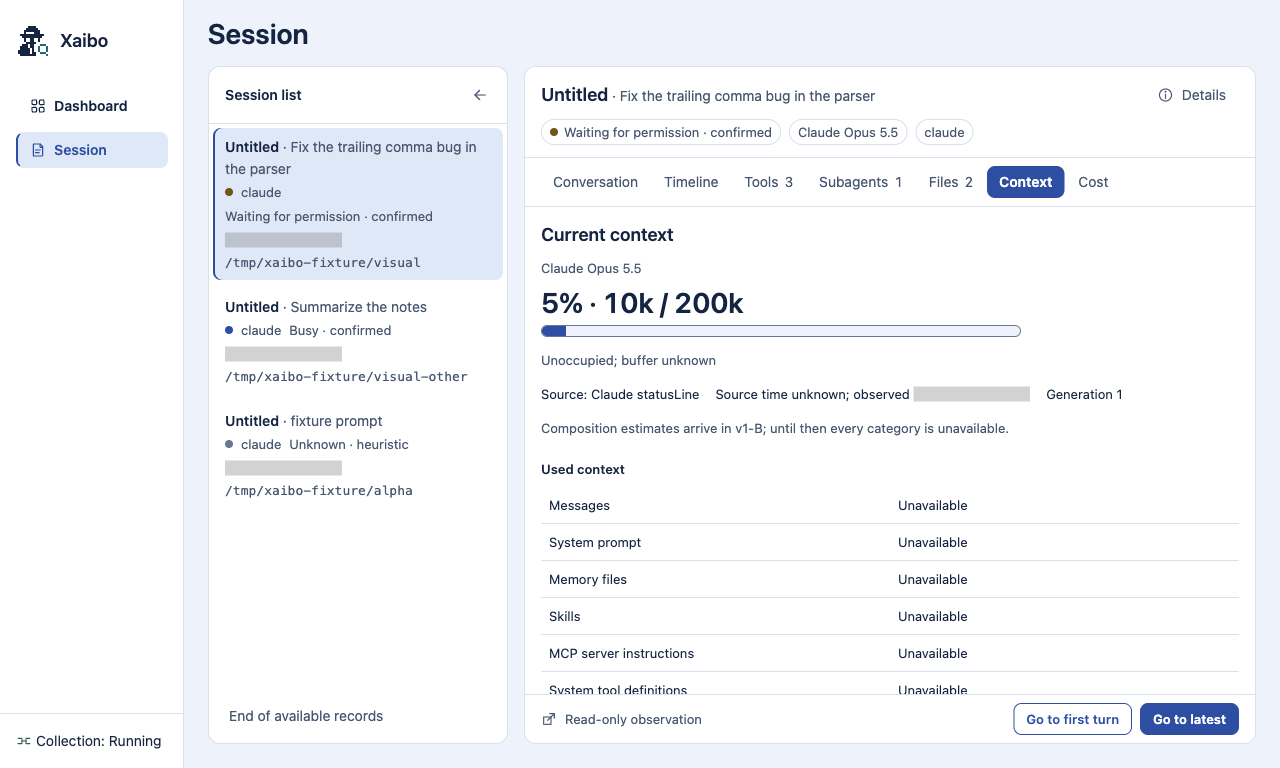 Xaibo
Dashboard
Session
Collection: Running
Session
Session list
Untitled · Fix the trailing comma bug in
the parser
claude
Waiting for permission · confirmed
/tmp/xaibo-fixture/visual
Untitled · Summarize the notes
claude Busy · confirmed
/tmp/xaibo-fixture/visual-other
Untitled · fixture prompt
claude Unknown · heuristic
/tmp/xaibo-fixture/alpha
End of available records
Untitled · Fix the trailing comma bug in the parser
Details
Waiting for permission · confirmed
Claude Opus 5.5
claude
Conversation Timeline Tools 3 Subagents 1 Files 2 Context Cost
Current context
Claude Opus 5.5
5% · 10k / 200k
Unoccupied; buffer unknown
Source: Claude statusLine Source time unknown; observed Generation 1
Composition estimates arrive in v1-B; until then every category is unavailable.
Used context
Messages Unavailable
System prompt Unavailable
Memory files Unavailable
Skills Unavailable
MCP server instructions Unavailable
System tool definitions Unavailable
Read-only observation
Go to first turn
Go to latest